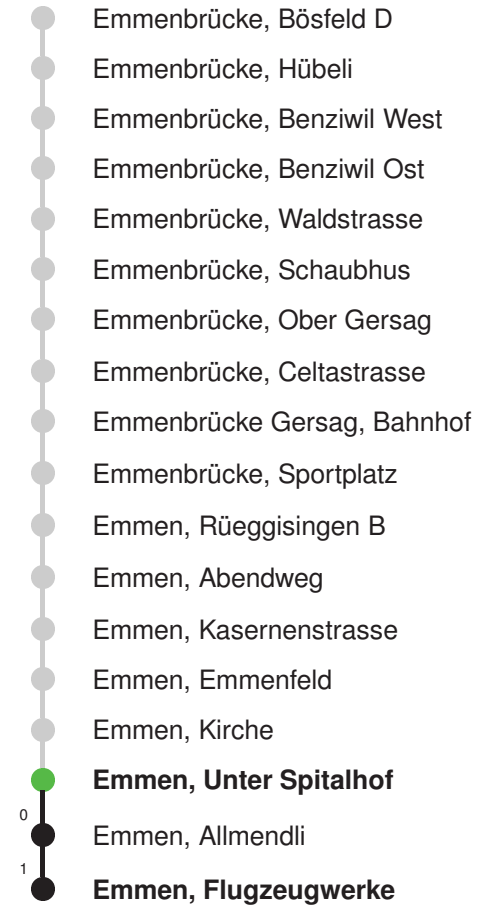 Emmenbrücke, Bösfeld D
Emmenbrücke, Hübeli
Emmenbrücke, Benziwil West
Emmenbrücke, Benziwil Ost
Emmenbrücke, Waldstrasse
Emmenbrücke, Schaubhus
Emmenbrücke, Ober Gersag
Emmenbrücke, Celtastrasse
Emmenbrücke Gersag, Bahnhof
Emmenbrücke, Sportplatz
Emmen, Rüeggisingen B
Emmen, Abendweg
Emmen, Kasernenstrasse
Emmen, Emmenfeld
Emmen, Kirche
Emmen, Unter Spitalhof
0
Emmen, Allmendli
1
Emmen, Flugzeugwerke